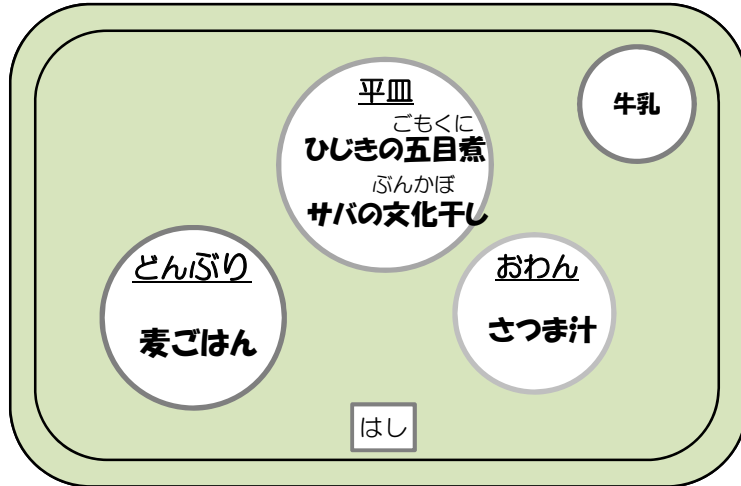 平皿
ごもくに
ひじきの五目煮
ぶんかぼ
サバの文化干し
牛乳
どんぶり
麦ごはん
おわん
さつま汁
はし